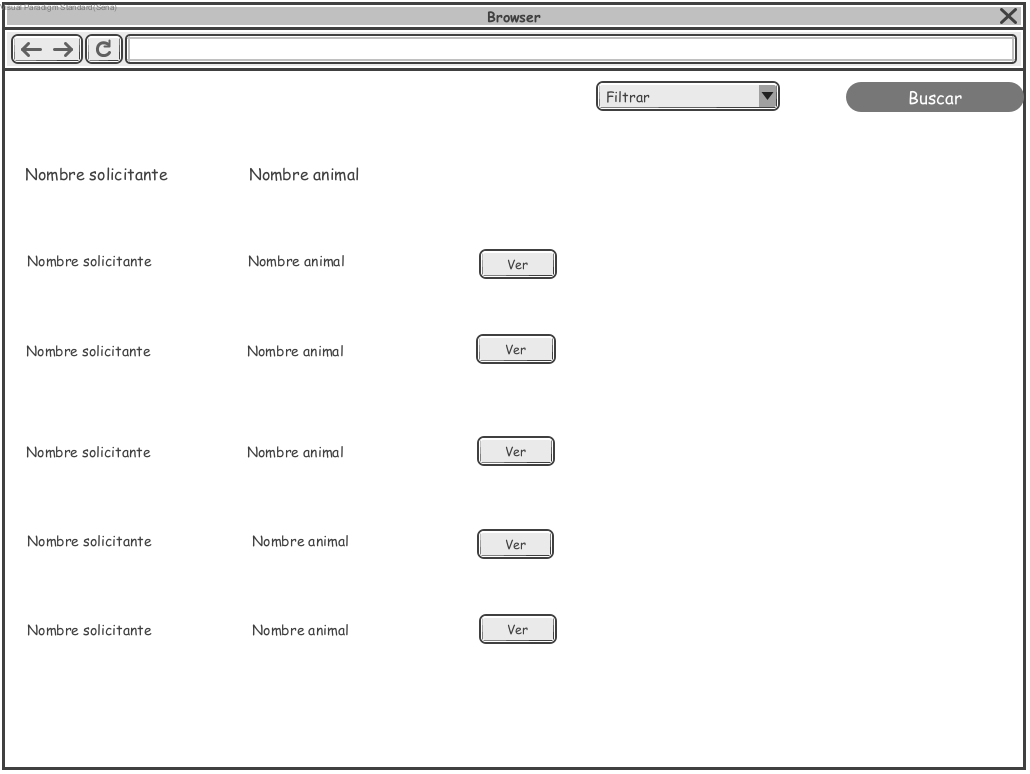 Visual Paradigm Standard(Sena)
Browser
Filtrar
Buscar
Nombre solicitante Nombre animal
Nombre solicitante Nombre animal Ver
Nombre solicitante Nombre animal Ver
Nombre solicitante Nombre animal Ver
Nombre solicitante Nombre animal Ver
Nombre solicitante Nombre animal Ver